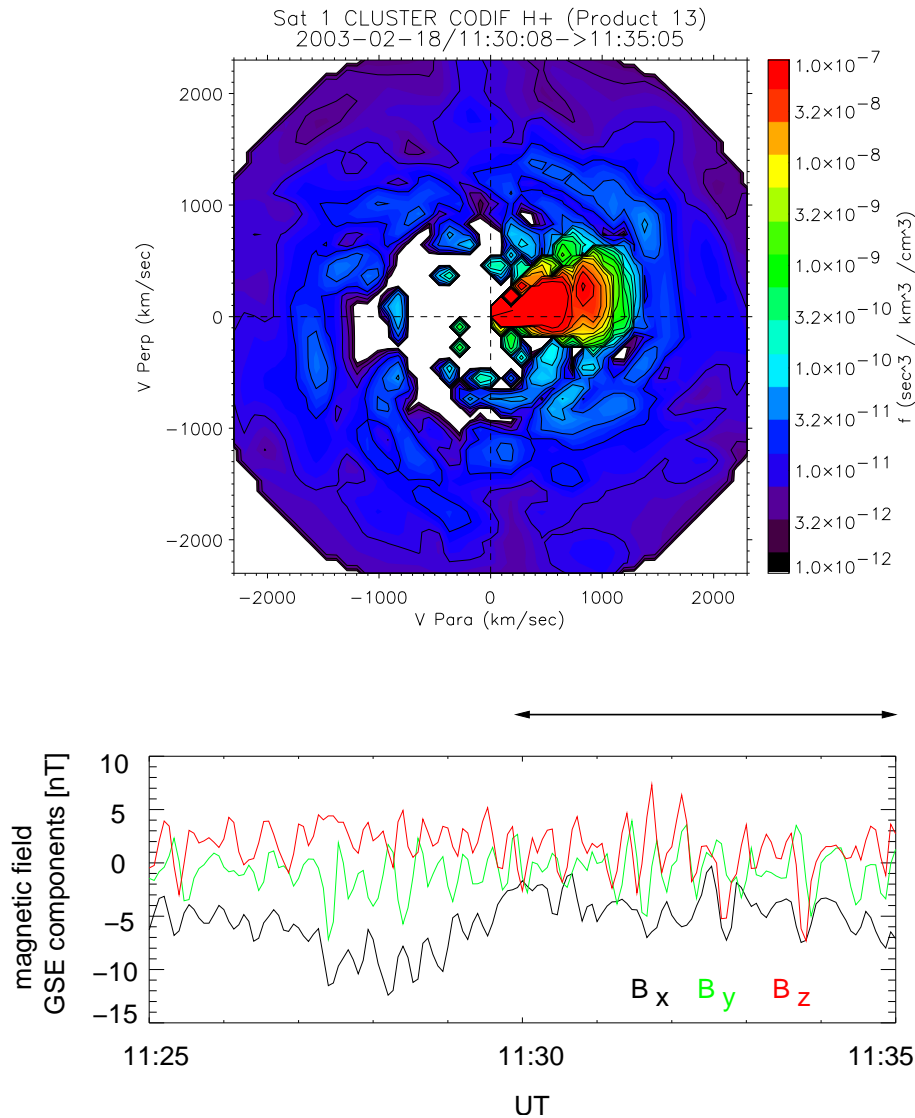 Sat 1 CLUSTER CODIF H+ (Product 13)
2003-02-18/11:30:08->11:35:05
2000
1000
0
-1000
-2000
V Perp (km/sec)
-2000 -1000 0 1000 2000
V Para (km/sec)
1.0×10^-7
3.2×10^-8
1.0×10^-8
3.2×10^-9
1.0×10^-9
3.2×10^-10
1.0×10^-10
3.2×10^-11
1.0×10^-11
3.2×10^-12
1.0×10^-12
f (sec^3 / km^3 /cm^3)
magnetic field
GSE components [nT]
10
5
0
-5
-10
-15
B x B y B z
11:25 11:30 11:35
UT